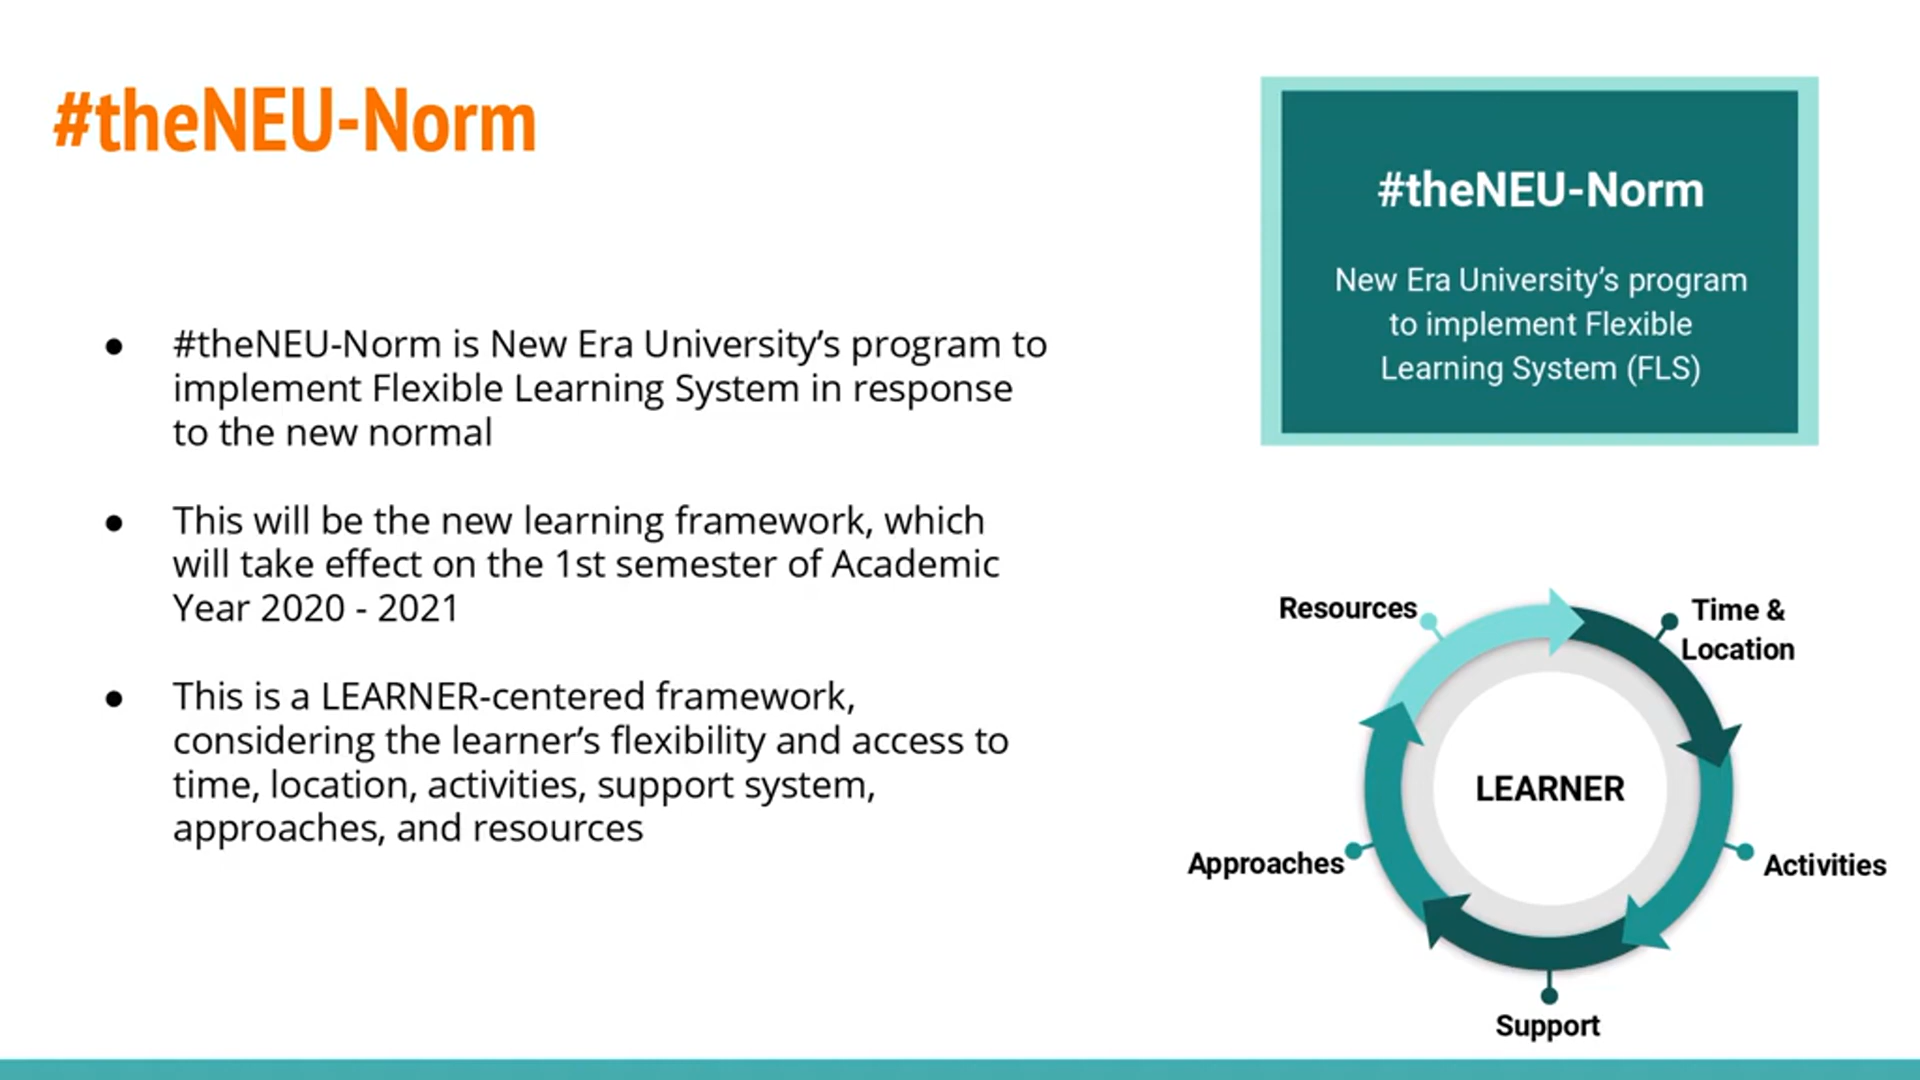 #theNEU-Norm
● #theNEU-Norm is New Era University’s program to
implement Flexible Learning System in response
to the new normal
● This will be the new learning framework, which
will take effect on the 1st semester of Academic
Year 2020 - 2021
● This is a LEARNER-centered framework,
considering the learner’s flexibility and access to
time, location, activities, support system,
approaches, and resources
#theNEU-Norm
New Era University’s program
to implement Flexible
Learning System (FLS)
Resources
Time &
Location
LEARNER
Approaches
Activities
Support